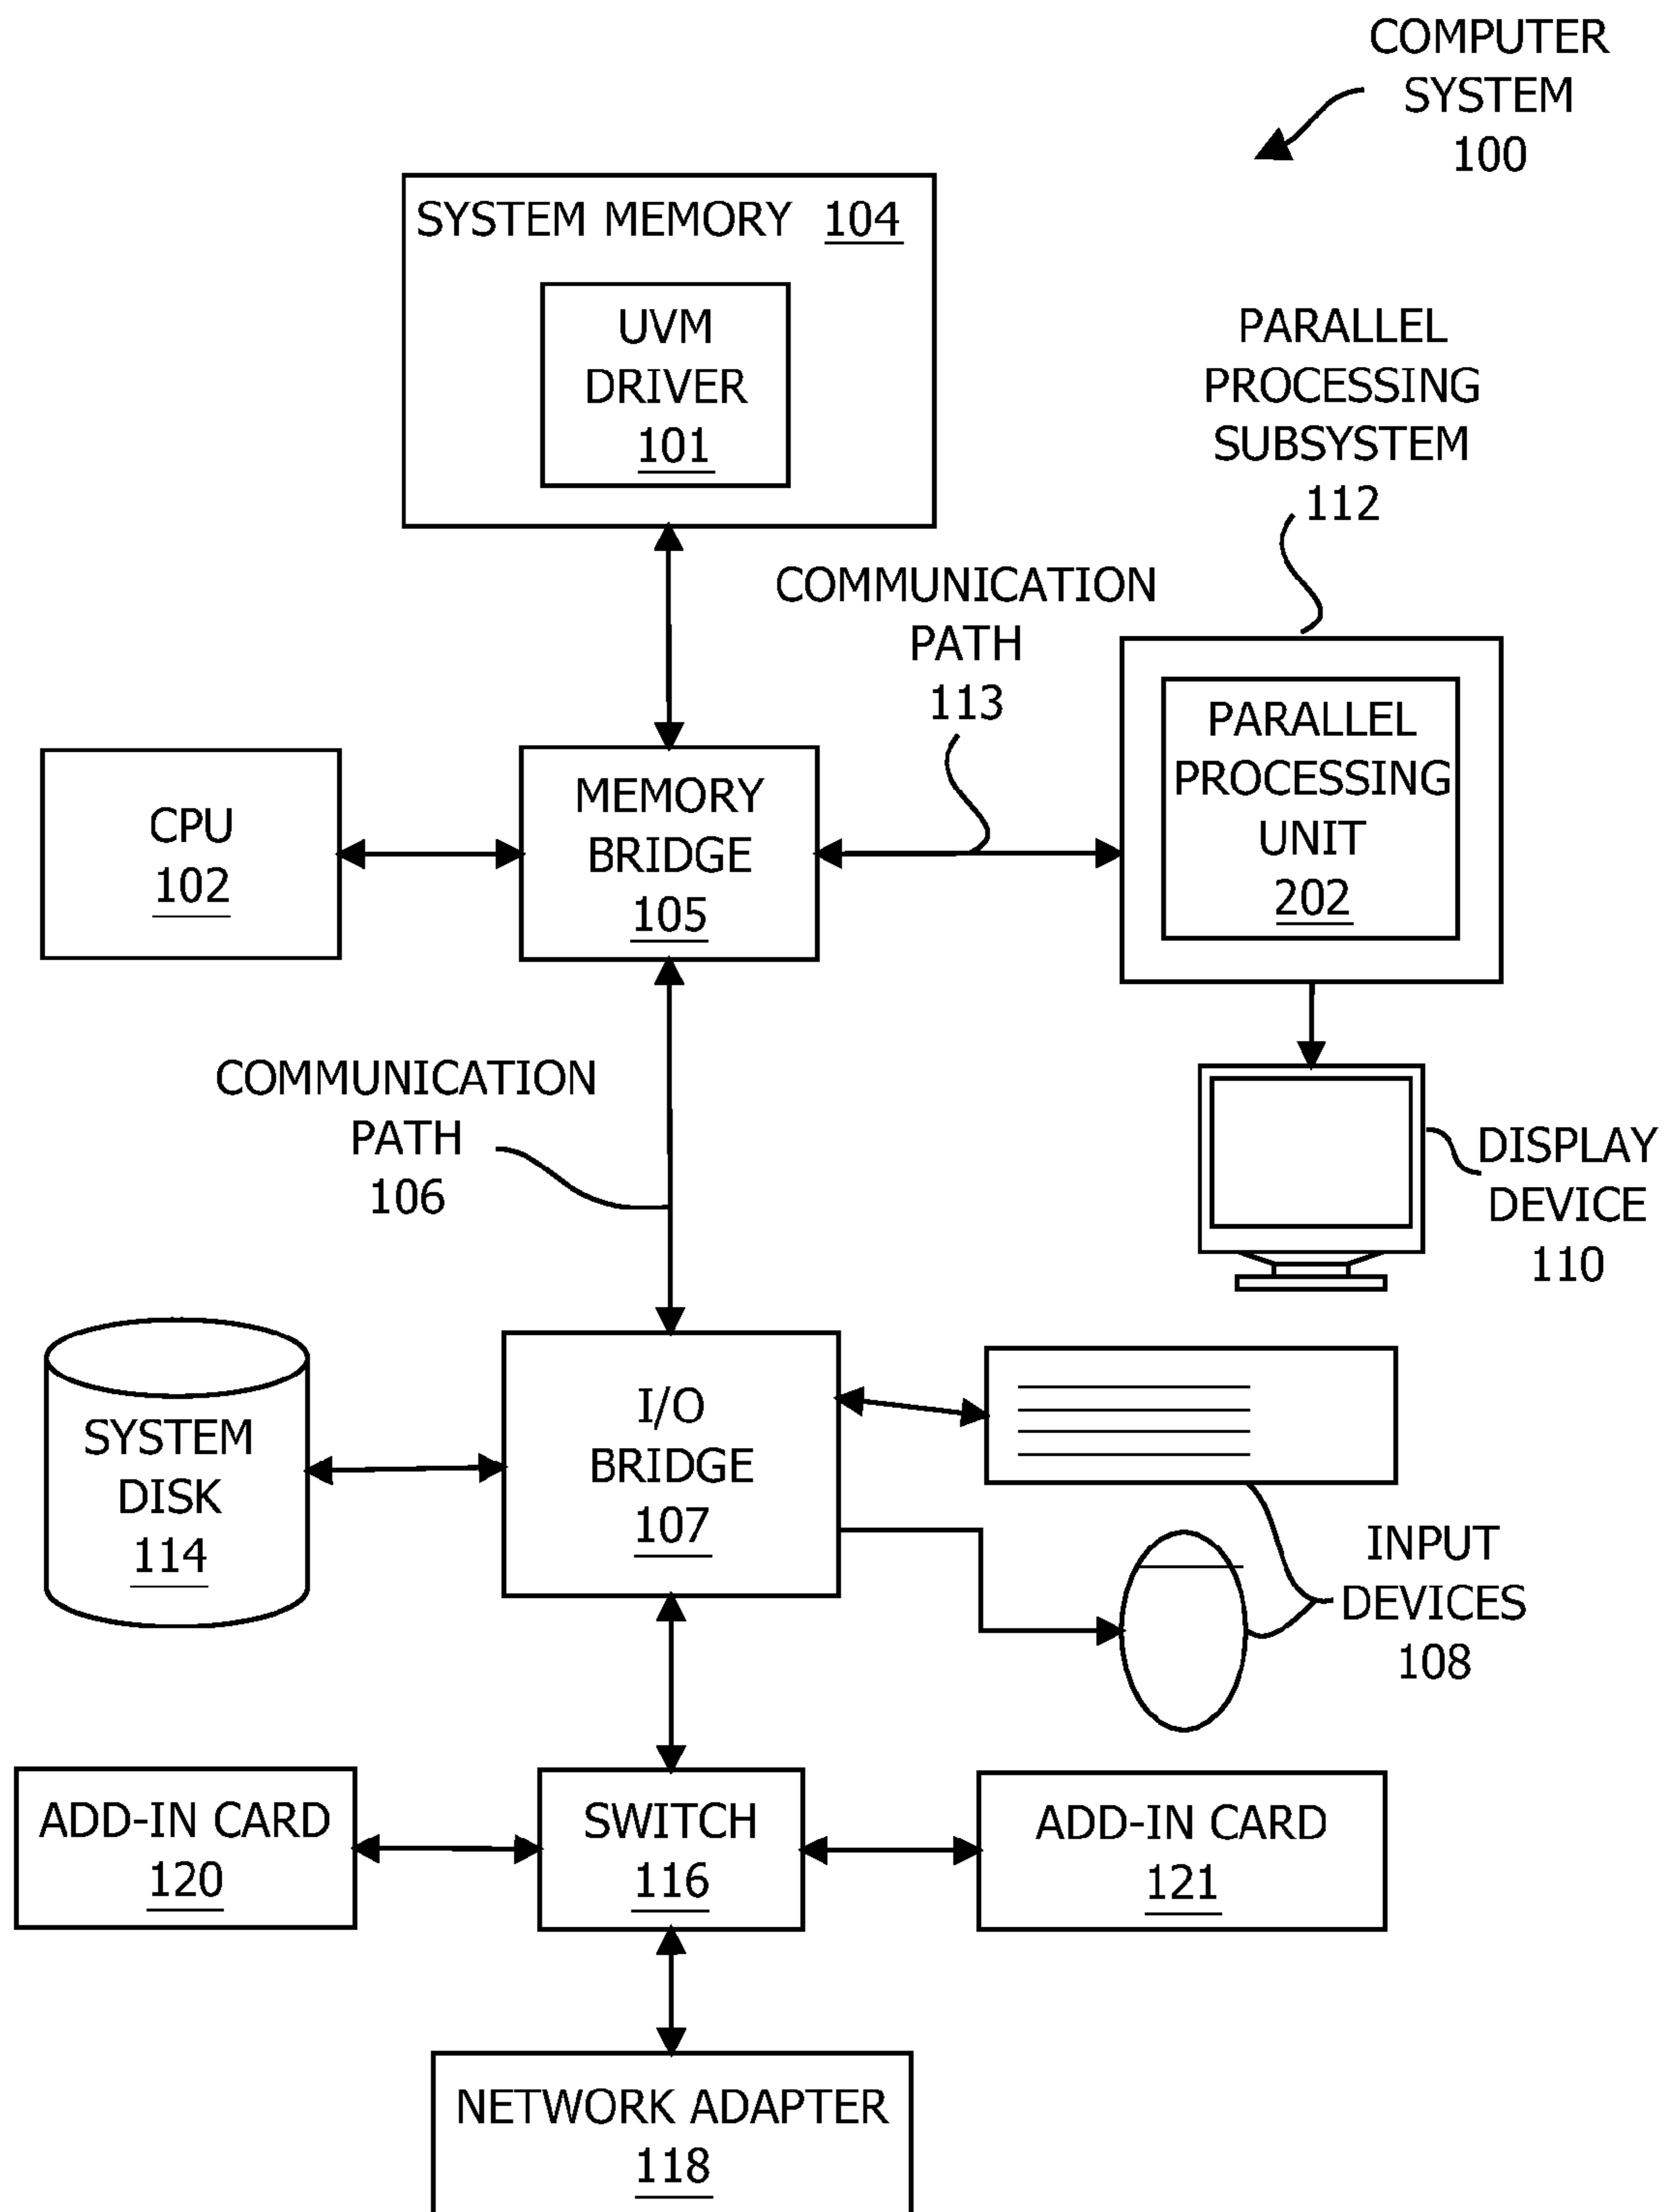 COMPUTER
SYSTEM
100
SYSTEM MEMORY 104
UVM
DRIVER
101
PARALLEL
PROCESSING
SUBSYSTEM
112
COMMUNICATION
PATH
113
PARALLEL
PROCESSING
UNIT
202
CPU
102
MEMORY
BRIDGE
105
COMMUNICATION
PATH
106
DISPLAY
DEVICE
110
SYSTEM
DISK
114
I/O
BRIDGE
107
INPUT
DEVICES
108
ADD-IN CARD
120
SWITCH
116
ADD-IN CARD
121
NETWORK ADAPTER
118